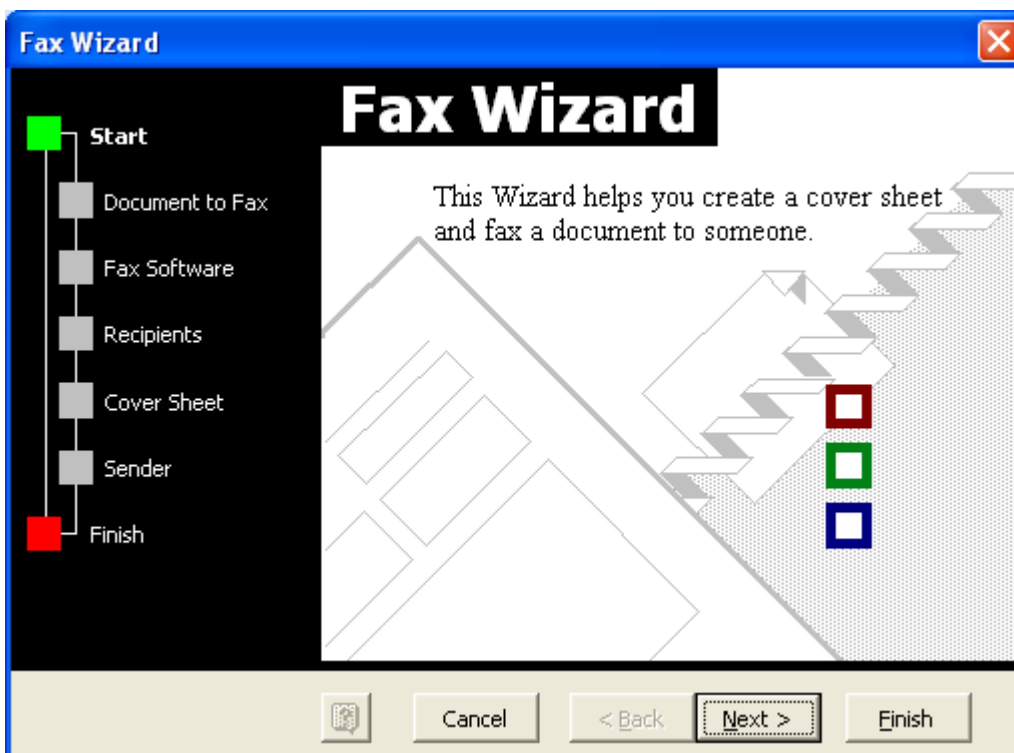 Fax Wizard
Fax Wizard
Start
Document to Fax
Fax Software
Recipients
Cover Sheet
Sender
Finish
This Wizard helps you create a cover sheet
and fax a document to someone.
Cancel
< Back
Next >
Finish